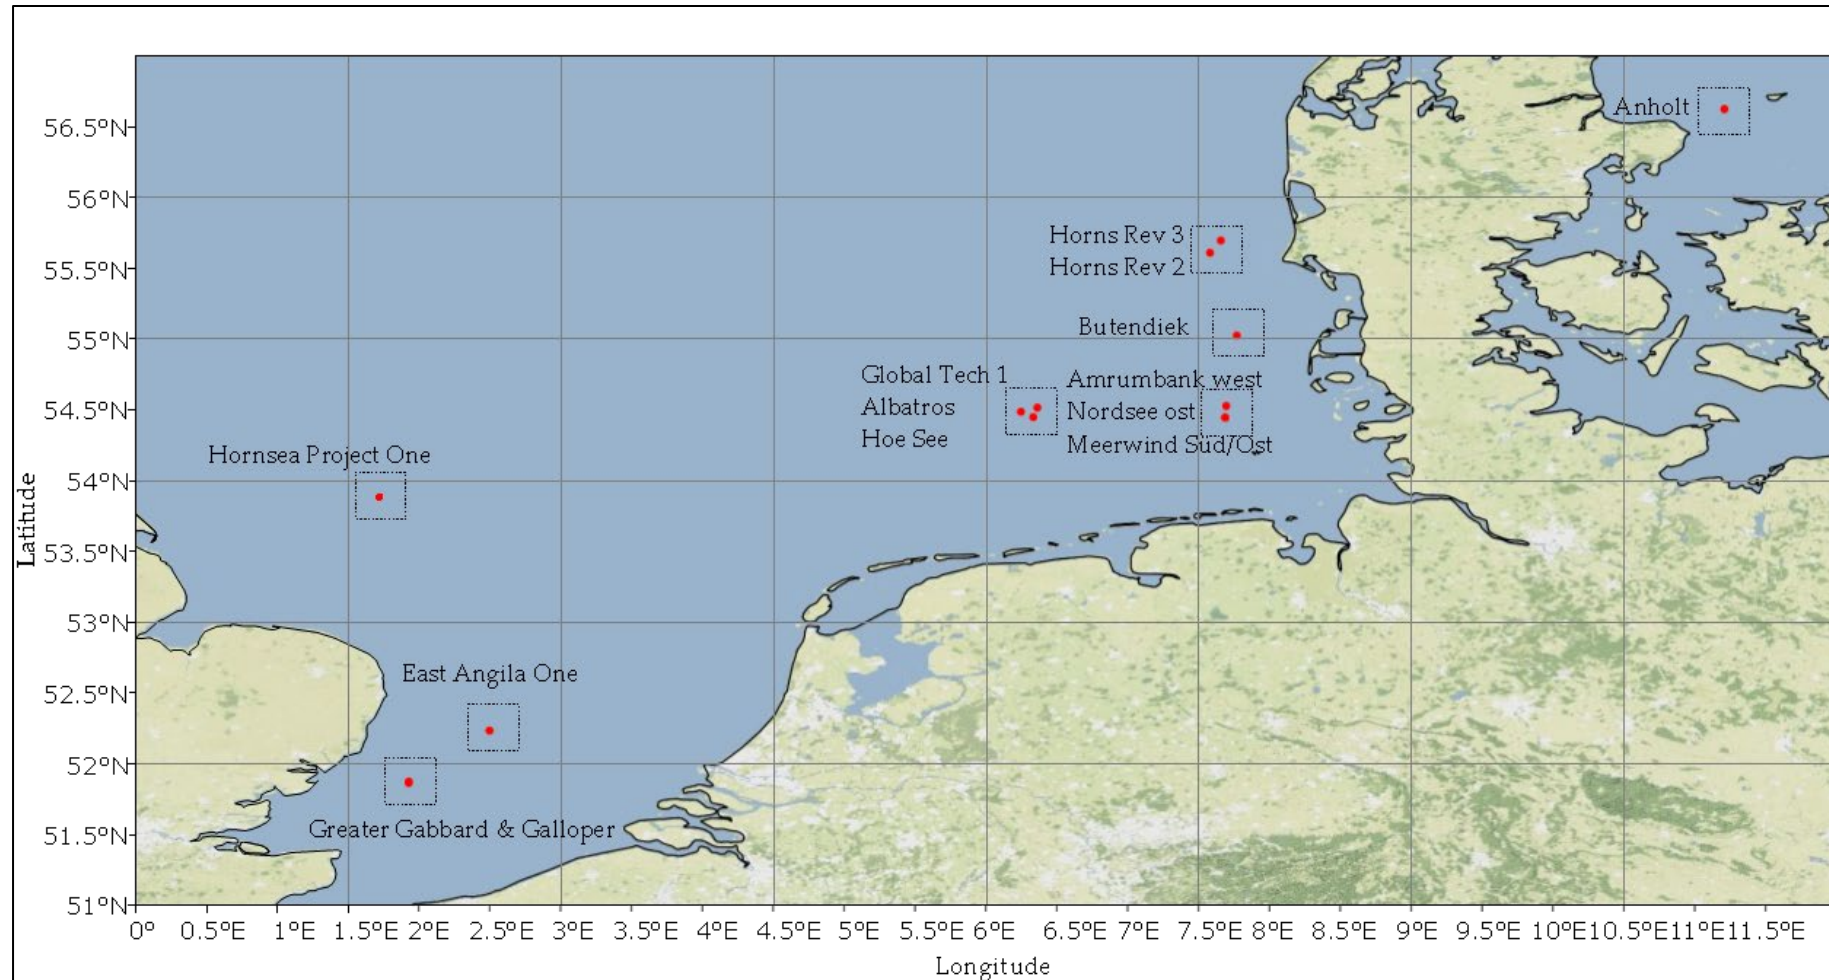 Anholt
56.5°N
56°N
Horns Rev 3
Horns Rev 2
55.5°N
Butendiek
55°N
Global Tech 1
Albatros
Hoe See
Amrumbank west
Nordsee ost
Meerwind Sud/Ost
54.5°N
Hornsea Project One
54°N
Latitude
53.5°N
53°N
East Angila One
52.5°N
52°N
Greater Gabbard & Galloper
51.5°N
51°N
0° 0.5°E 1°E 1.5°E 2°E 2.5°E 3°E 3.5°E 4°E 4.5°E 5°E 5.5°E 6°E 6.5°E 7°E 7.5°E 8°E 8.5°E 9°E 9.5°E 10°E 10.5°E 11°E 11.5°E
Longitude